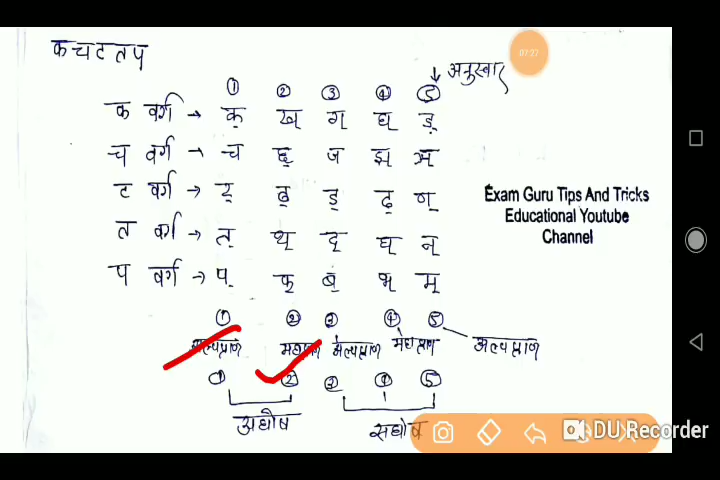 07:27
क च ट त प
अनुस्वार
① ② ③ ④ ⑤
क वर्ग → क् ख् ग् घ् ङ्
च वर्ग → च छ् ज झ् ञ्
ट वर्ग → ट् ढ् ड् ढ् ण्
त वर्ग → त् थ् द् घ् न्
प वर्ग → प् फ् ब् भ् म्
Exam Guru Tips And Tricks
Educational Youtube
Channel
① ② ③ ④ ⑤
अल्पप्राण महाप्राण अल्पप्राण महाप्राण अल्पप्राण
① ② ③ ④ ⑤
अघोष सघोष
DU Recorder